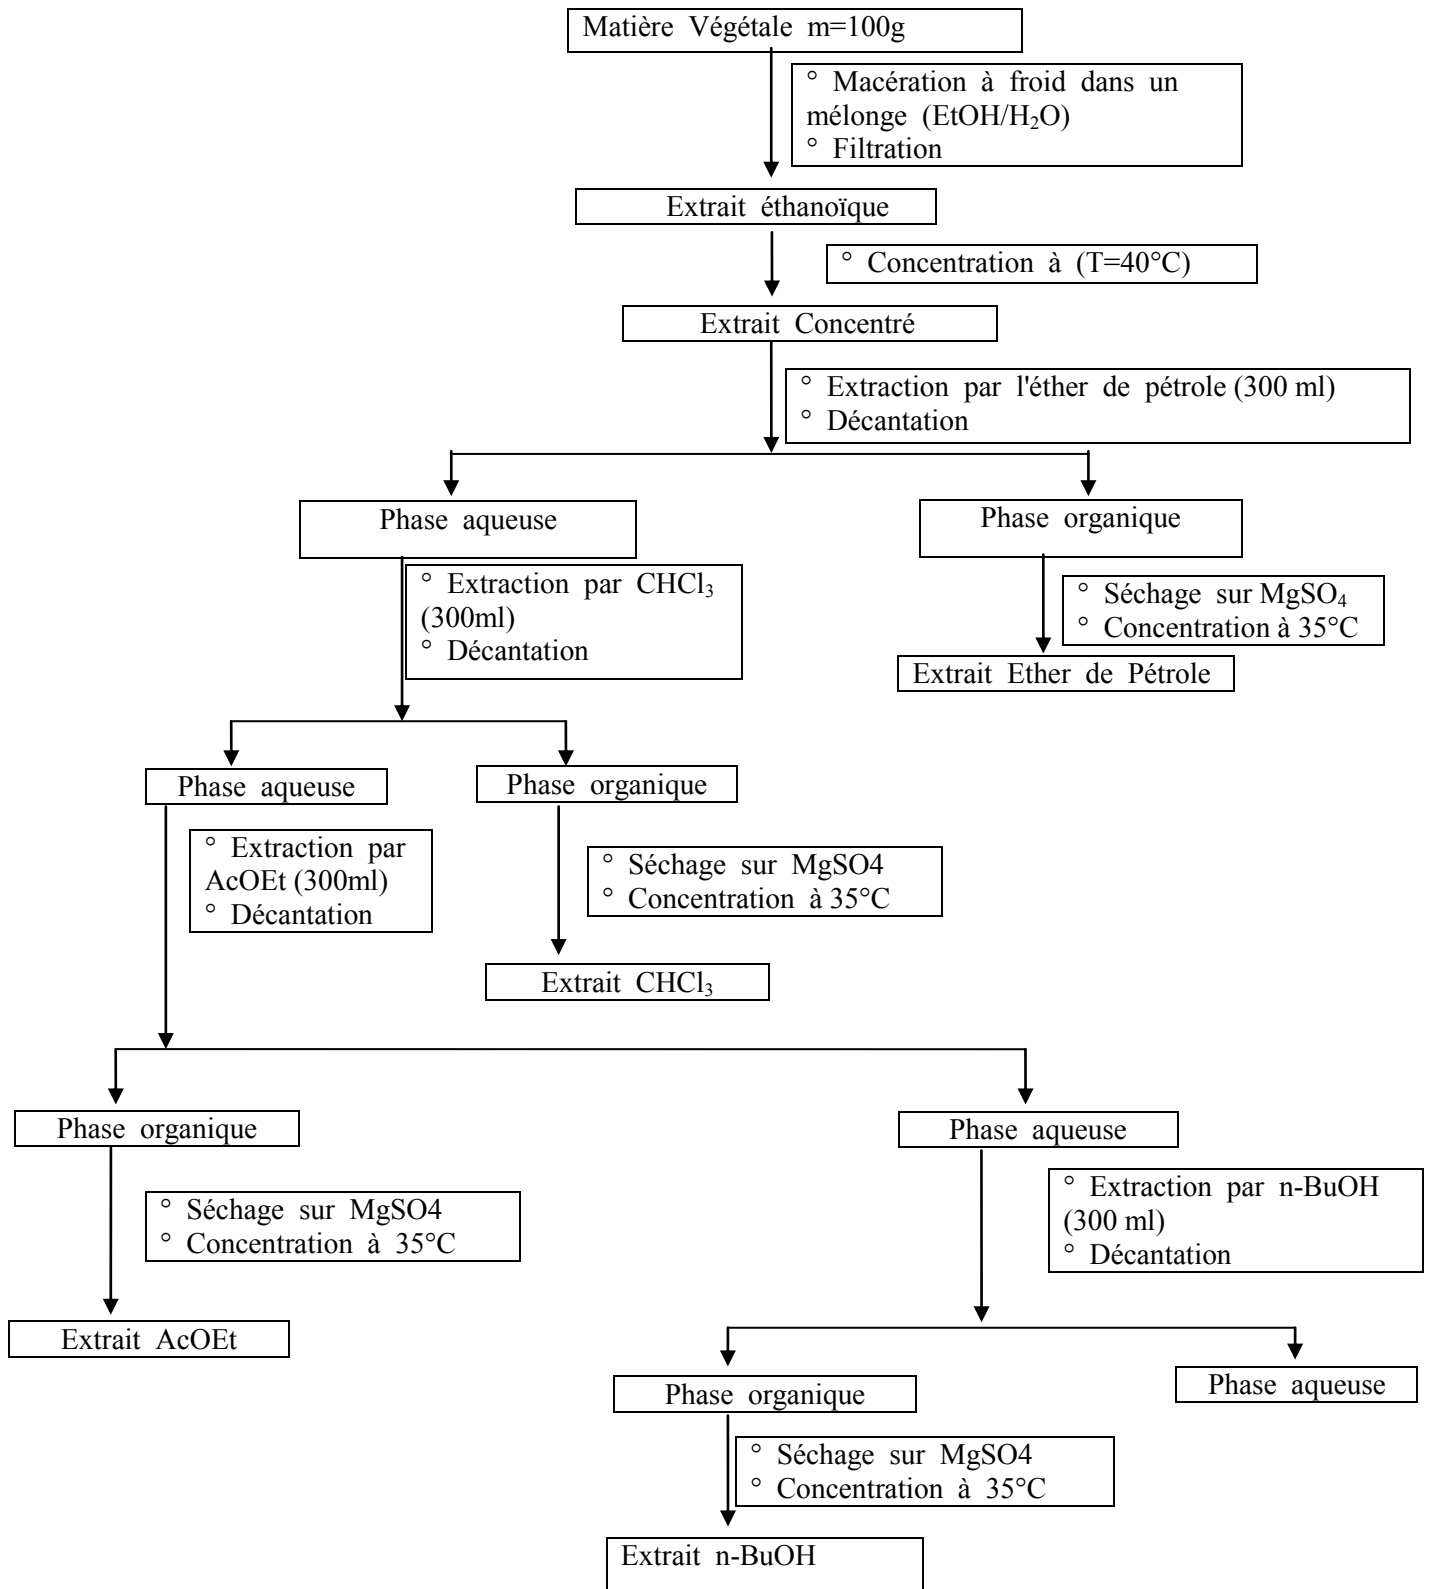 Matière Végétale m=100g
° Macération à froid dans un
mélonge (EtOH/H₂O)
° Filtration
Extrait éthanoïque
° Concentration à (T=40°C)
Extrait Concentré
° Extraction par l'éther de pétrole (300 ml)
° Décantation
Phase aqueuse
Phase organique
° Extraction par CHCl₃
(300ml)
° Décantation
° Séchage sur MgSO₄
° Concentration à 35°C
Extrait Ether de Pétrole
Phase aqueuse
Phase organique
° Extraction par
AcOEt (300ml)
° Décantation
° Séchage sur MgSO4
° Concentration à 35°C
Extrait CHCl₃
Phase organique
Phase aqueuse
° Séchage sur MgSO4
° Concentration à 35°C
° Extraction par n-BuOH
(300 ml)
° Décantation
Extrait AcOEt
Phase organique
Phase aqueuse
° Séchage sur MgSO4
° Concentration à 35°C
Extrait n-BuOH